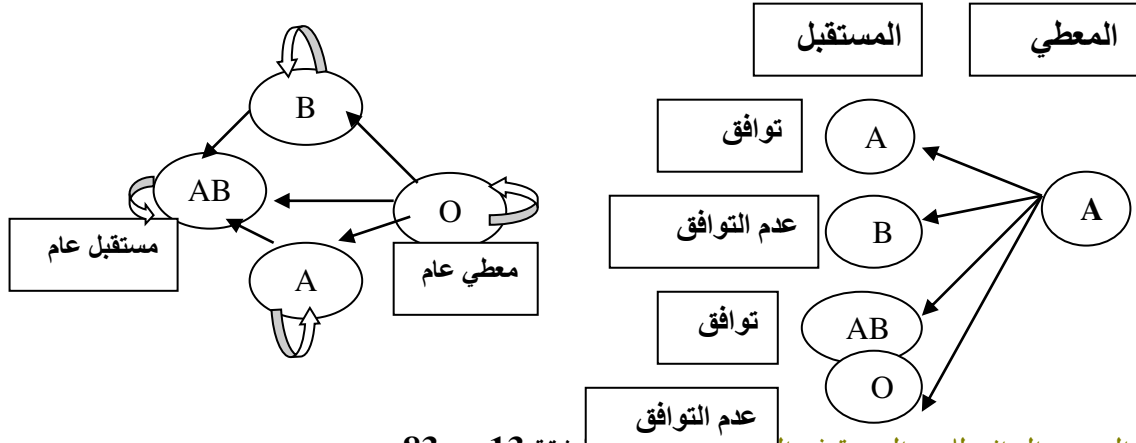 المعطي
المستقبل
A
A
توافق
B
عدم التوافق
AB
توافق
O
عدم التوافق
B
AB
O
A
معطي عام
مستقبل عام